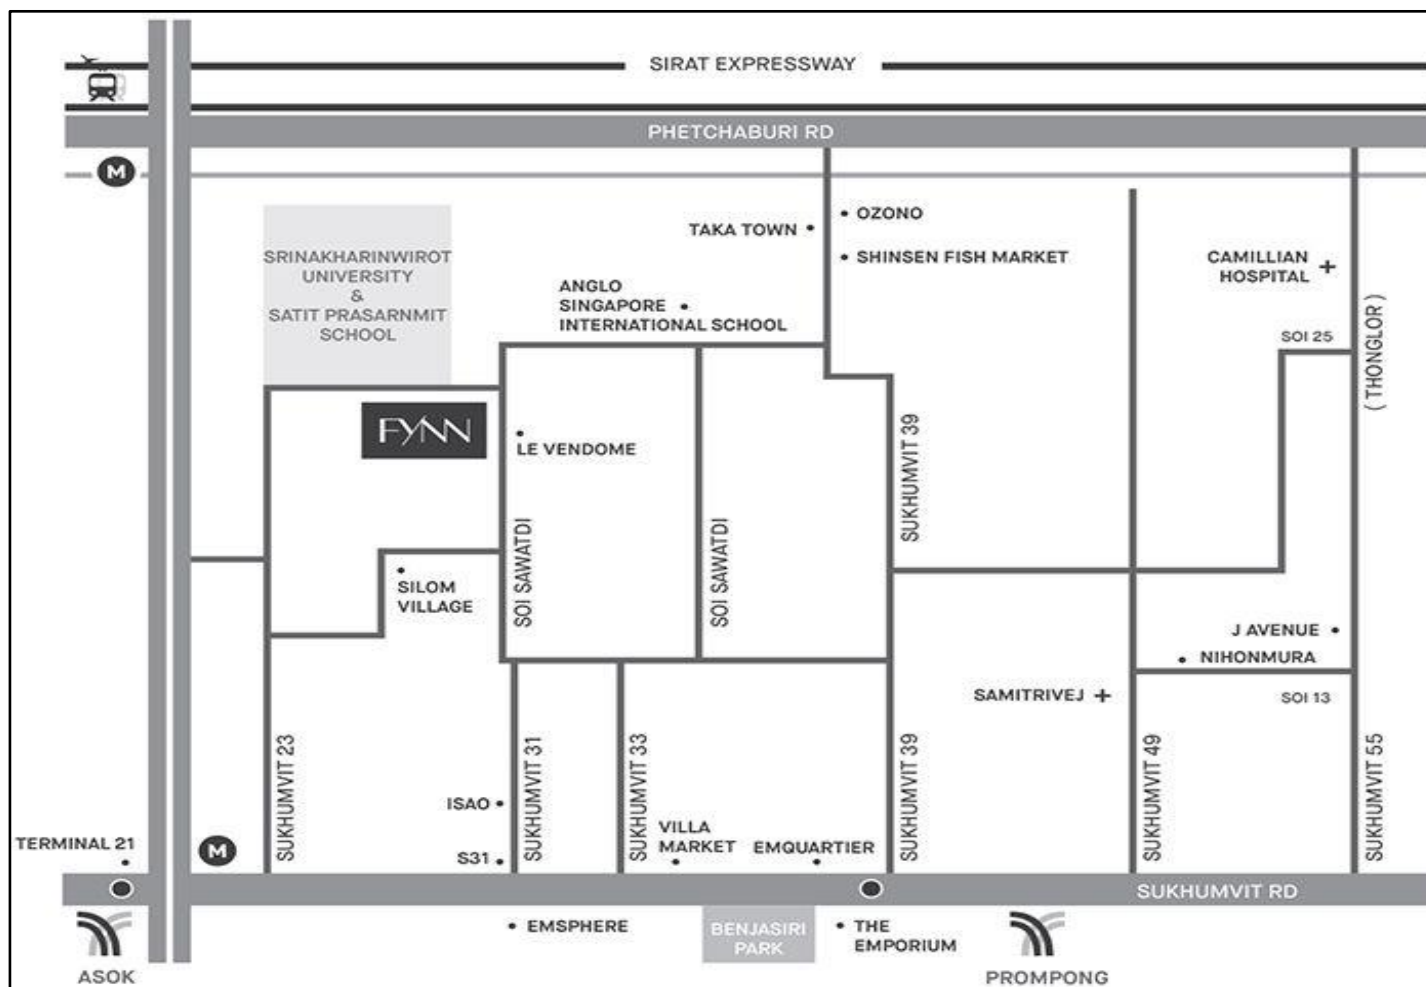 SIRAT EXPRESSWAY
PHETCHABURI RD
M
SRINAKHARINWIROT
UNIVERSITY
&
SATIT PRASARNMIT
SCHOOL
TAKA TOWN
OZONO
SHINSEN FISH MARKET
CAMILLIAN
HOSPITAL
ANGLO
SINGAPORE
INTERNATIONAL SCHOOL
SOI 25
( THONGLOR )
FYNN
LE VENDOME
SUKHUMVIT 39
SOI SAWATDI
SOI SAWATDI
SILOM
VILLAGE
J AVENUE
NIHONMURA
SAMITRIVEJ
SOI 13
SUKHUMVIT 23
SUKHUMVIT 31
SUKHUMVIT 33
SUKHUMVIT 39
SUKHUMVIT 49
SUKHUMVIT 55
ISAO
S31
VILLA
MARKET
EMQUARTIER
TERMINAL 21
M
SUKHUMVIT RD
EMSPHERE
BENJASIRI
PARK
THE
EMPORIUM
ASOK
PROMPONG